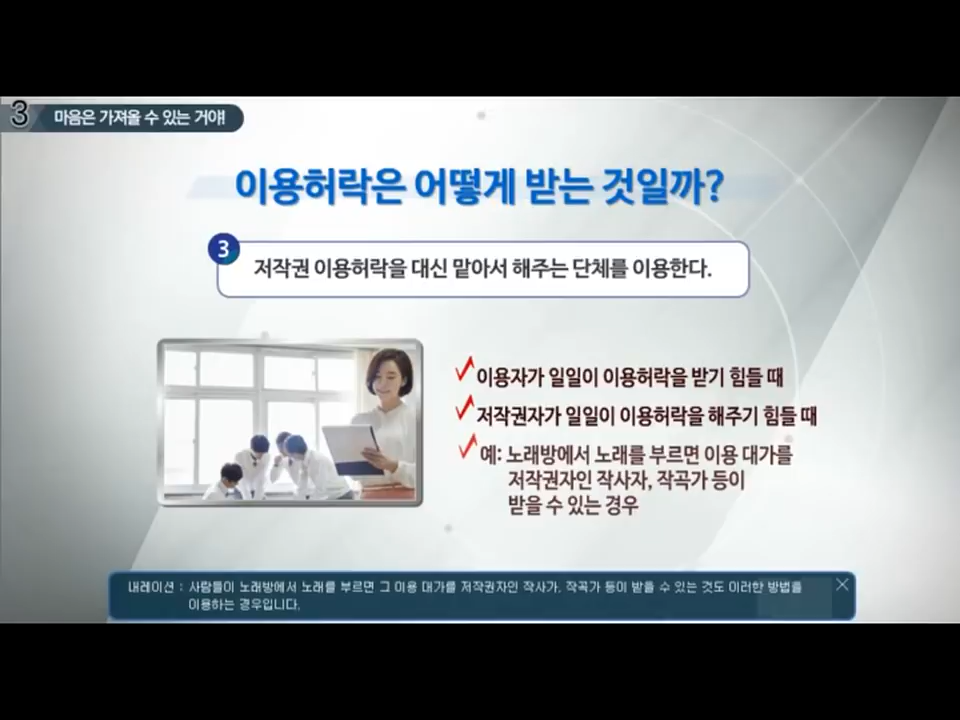 3 마음은 가져올 수 있는 거야!
이용허락은 어떻게 받는 것일까?
3 저작권 이용허락을 대신 맡아서 해주는 단체를 이용한다.
이용자가 일일이 이용허락을 받기 힘들 때
저작권자가 일일이 이용허락을 해주기 힘들 때
예: 노래방에서 노래를 부르면 이용 대가를
저작권자인 작사자, 작곡가 등이
받을 수 있는 경우
내레이션 : 사람들이 노래방에서 노래를 부르면 그 이용 대가를 저작권자인 작사가, 작곡가 등이 받을 수 있는 것도 이러한 방법을
이용하는 경우입니다.